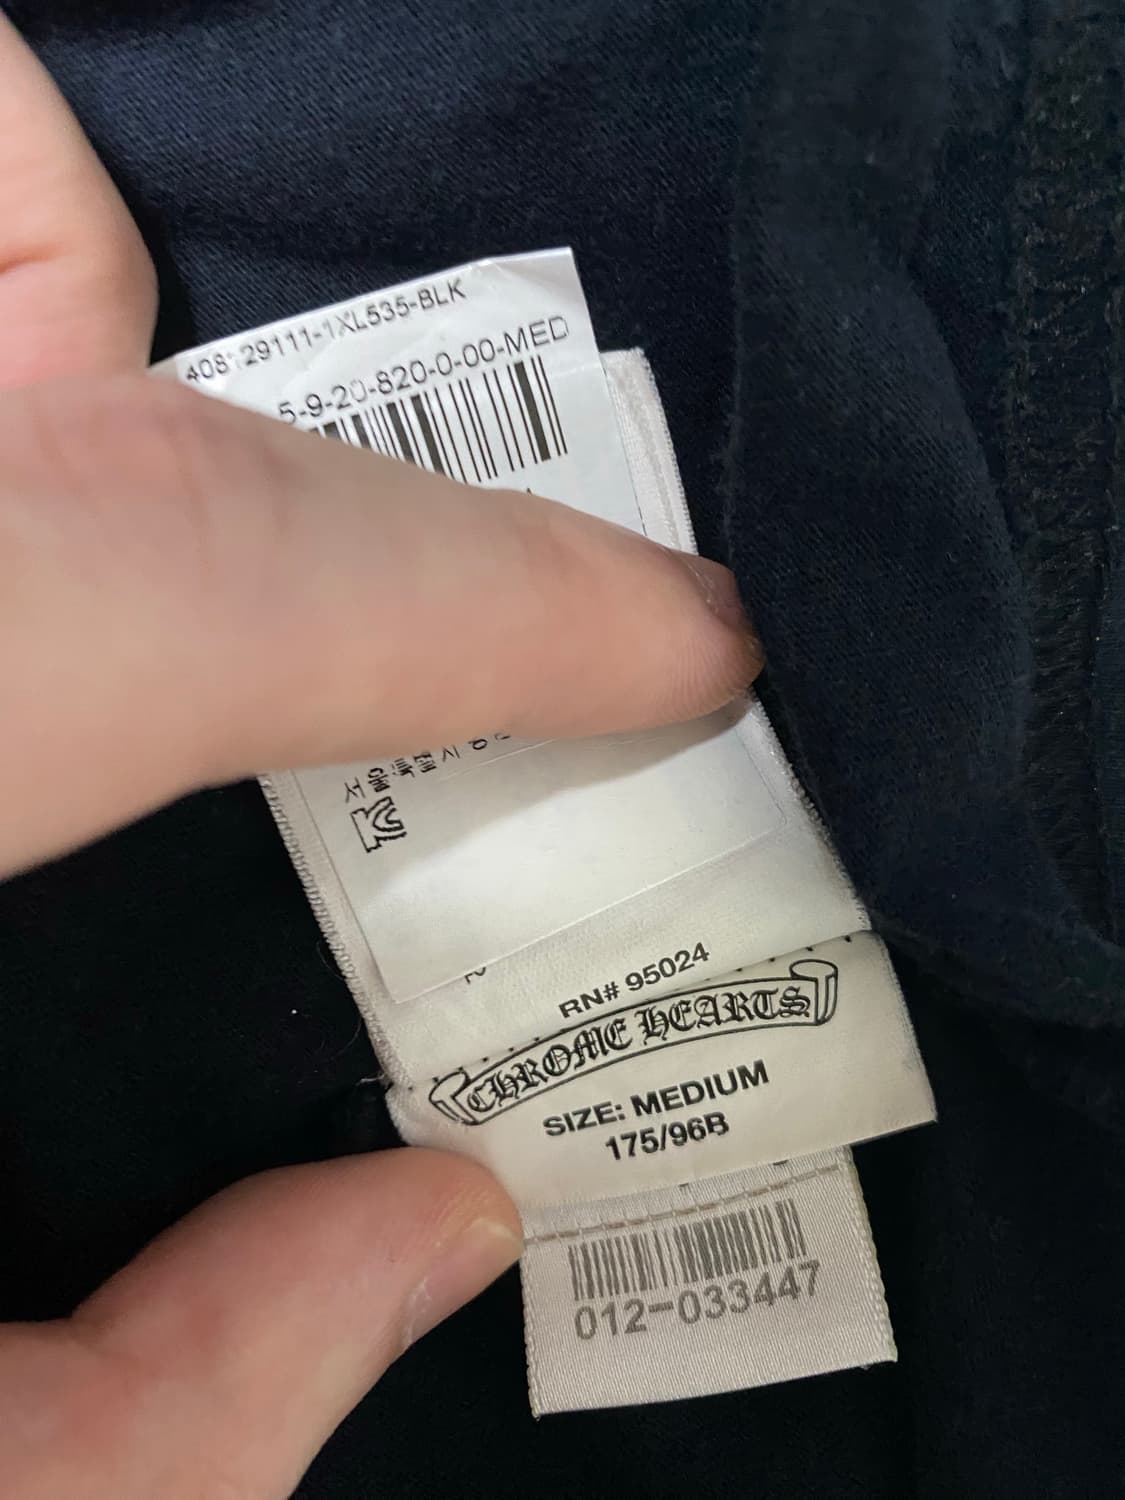 408129111-1XL535-BLK
5-9-20-820-0-00-MED
RN# 95024
CHROME HEARTS
SIZE: MEDIUM
175/96B
012-033447